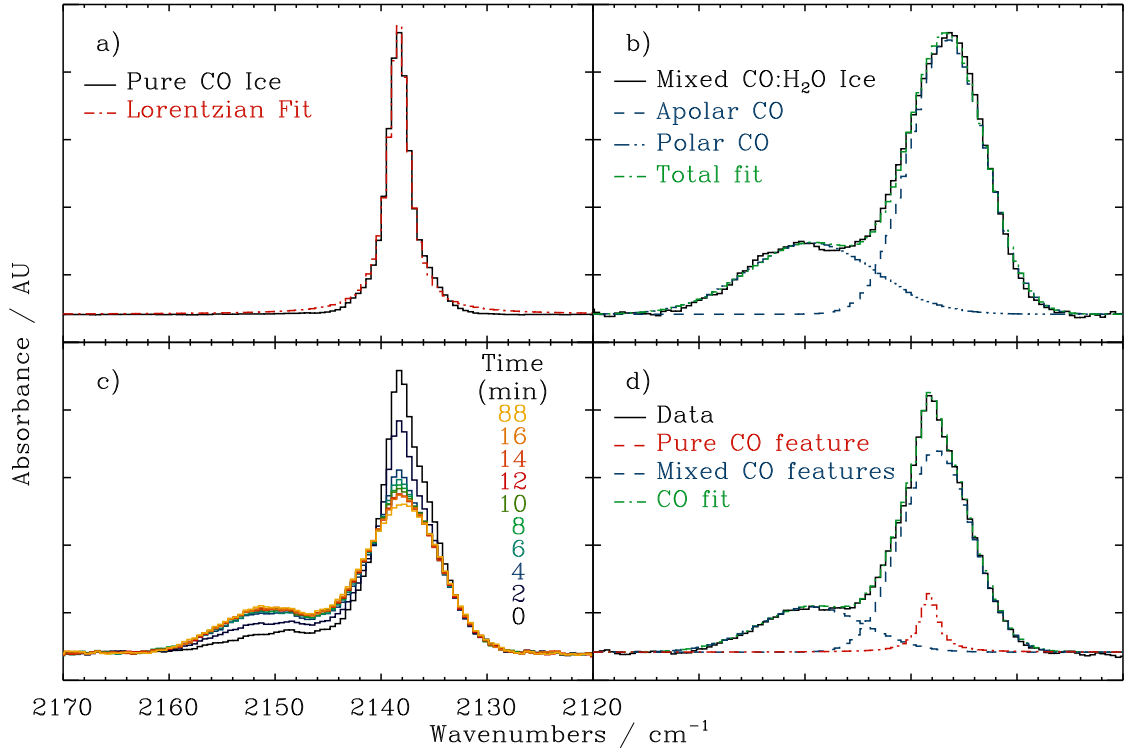 a)
Pure CO Ice
Lorentzian Fit
b)
Mixed CO:H₂O Ice
Apolar CO
Polar CO
Total fit
c)
Time
(min)
88
16
14
12
10
8
6
4
2
0
d)
Data
Pure CO feature
Mixed CO features
CO fit
Absorbance / AU
2170 2160 2150 2140 2130 2120
Wavenumbers / cm⁻¹